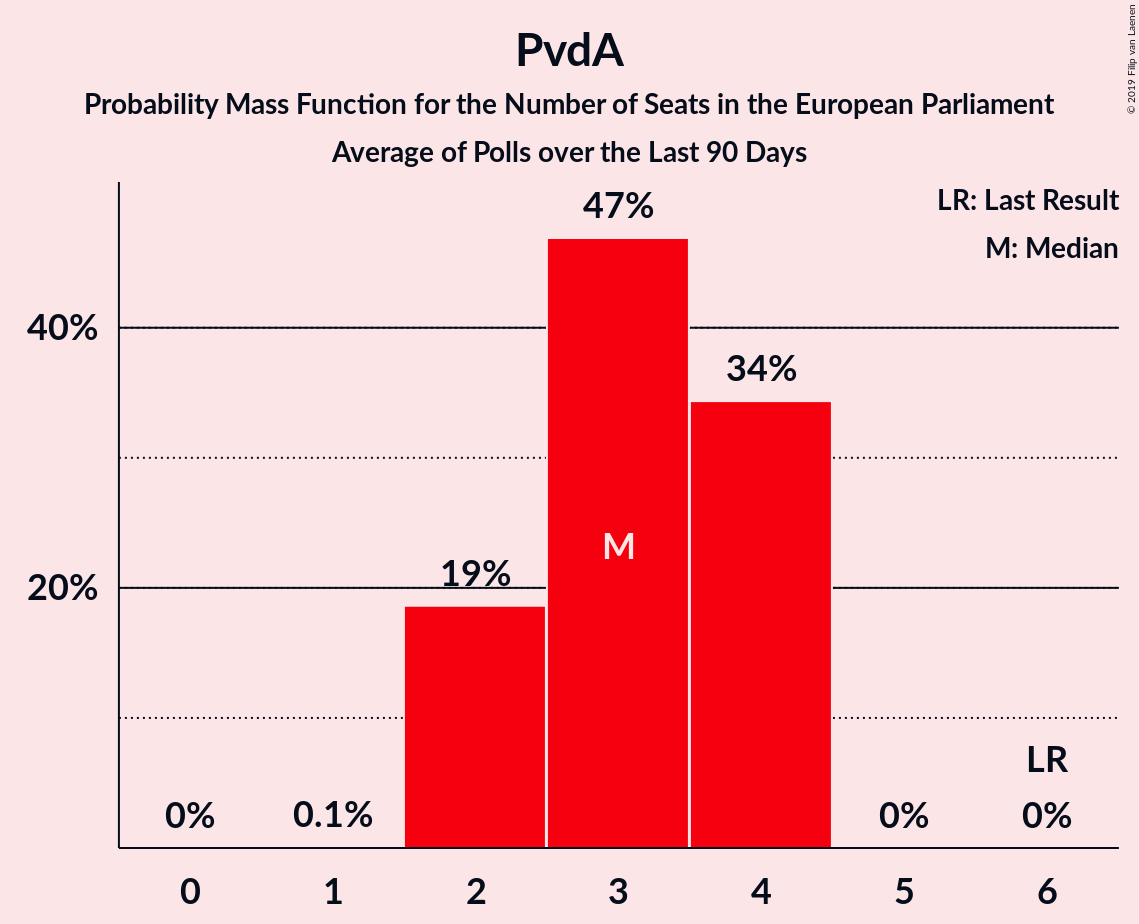 PvdA
Probability Mass Function for the Number of Seats in the European Parliament
Average of Polls over the Last 90 Days
© 2019 Filip van Laenen
LR: Last Result
M: Median
47%
40%
34%
M
19%
20%
LR
0%
0.1%
0%
0%
0
1
2
3
4
5
6